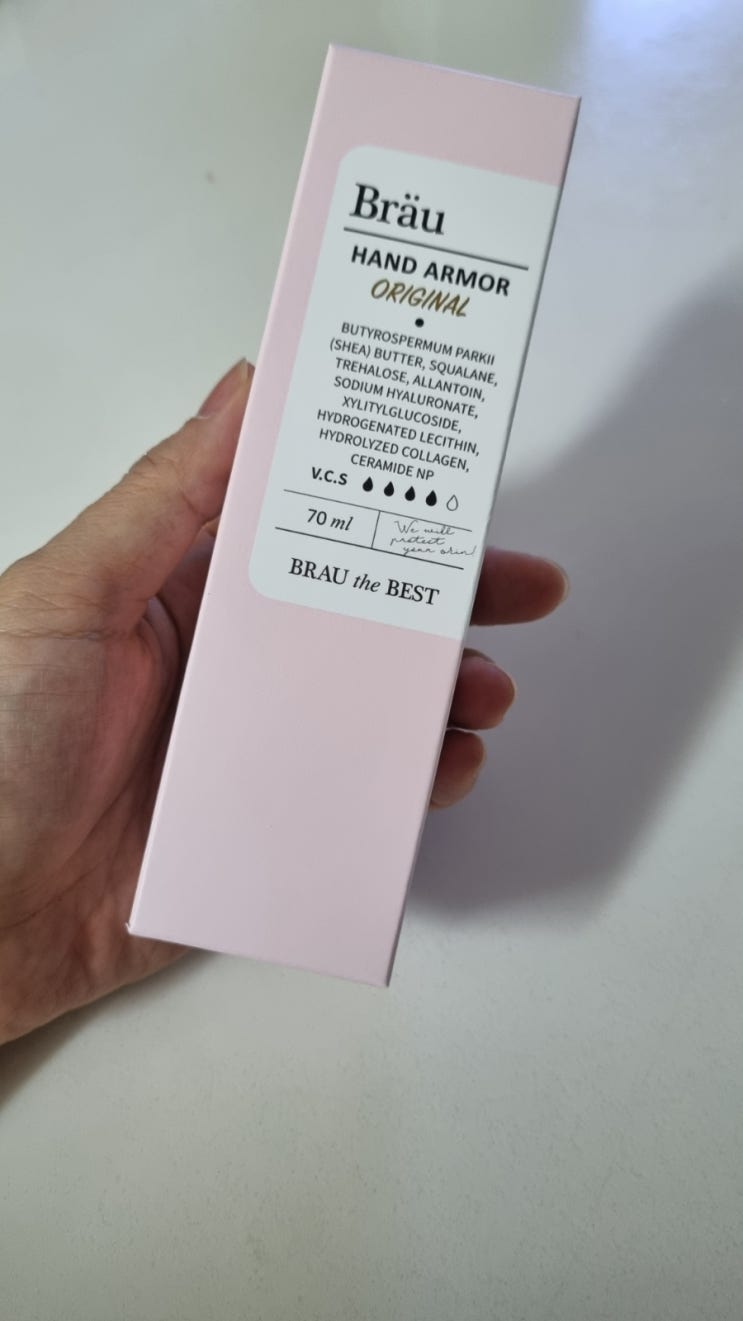 Bräu
HAND ARMOR
ORIGINAL
BUTYROSPERMUM PARKII
(SHEA) BUTTER, SQUALANE,
TREHALOSE, ALLANTOIN,
SODIUM HYALURONATE,
XYLITYLGLUCOSIDE,
HYDROGENATED LECITHIN,
HYDROLYZED COLLAGEN,
CERAMIDE NP
V.C.S
70 ml
We will
protect
your
BRAU the BEST